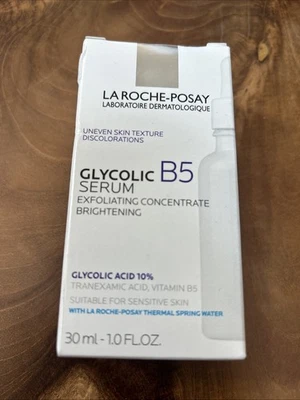 LA ROCHE-POSAY
LABORATOIRE DERMATOLOGIQUE
UNEVEN SKIN TEXTURE
DISCOLORATIONS
GLYCOLIC B5
SERUM
EXFOLIATING CONCENTRATE
BRIGHTENING
GLYCOLIC ACID 10%
TRANEXAMIC ACID, VITAMIN B5
SUITABLE FOR SENSITIVE SKIN
WITH LA ROCHE-POSAY THERMAL SPRING WATER
30 ml - 1.0 FL.OZ.